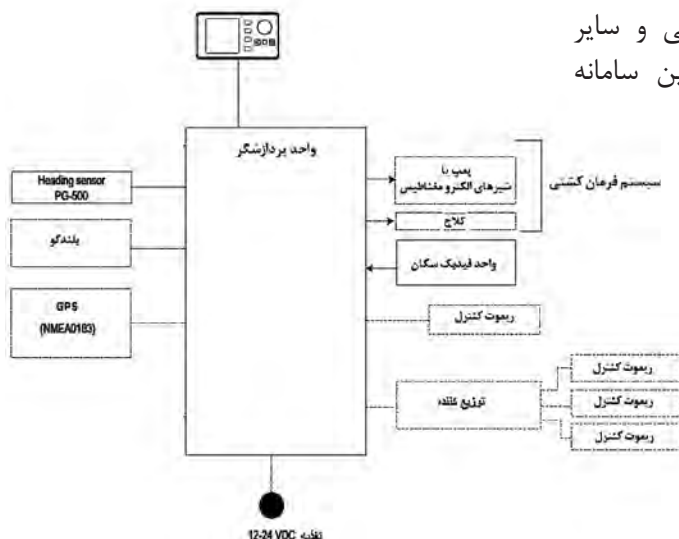 ی و سایر
ین سامانه
واحد پردازشگر
Heading sensor
PG-500
بلندگو
GPS
(NMEA0183)
پمپ یا
شیرهای الکترو مغناطیس
کلاچ
واحد فیدبک سکان
سیستم فرمان کشتی
ریموت کنترل
توزیع کننده
ریموت کنترل
ریموت کنترل
ریموت کنترل
تغذیه 12-24 VDC